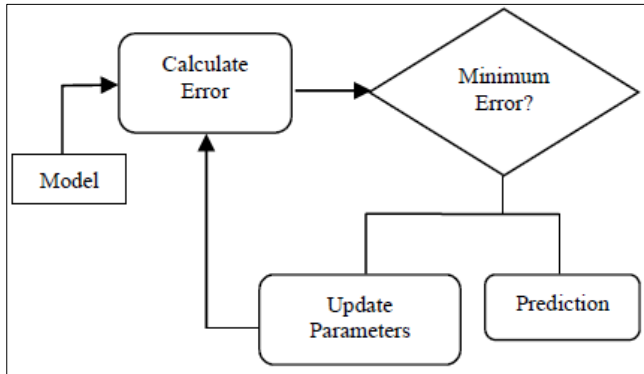 Calculate
Error
Minimum
Error?
Model
Update
Parameters
Prediction